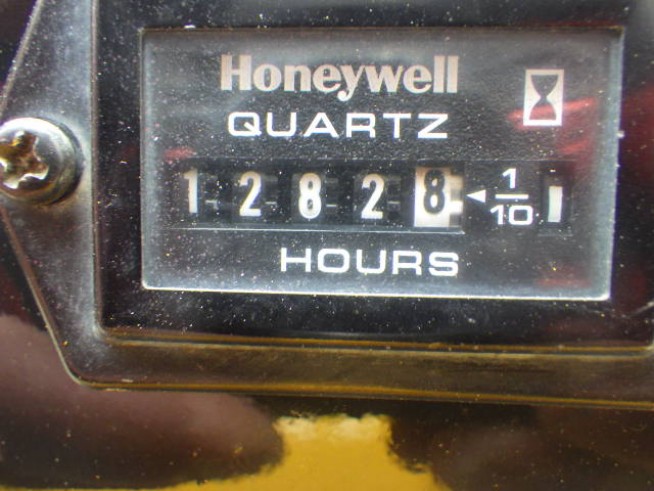 Honeywell
QUARTZ
12828 ◄ 1/10
HOURS